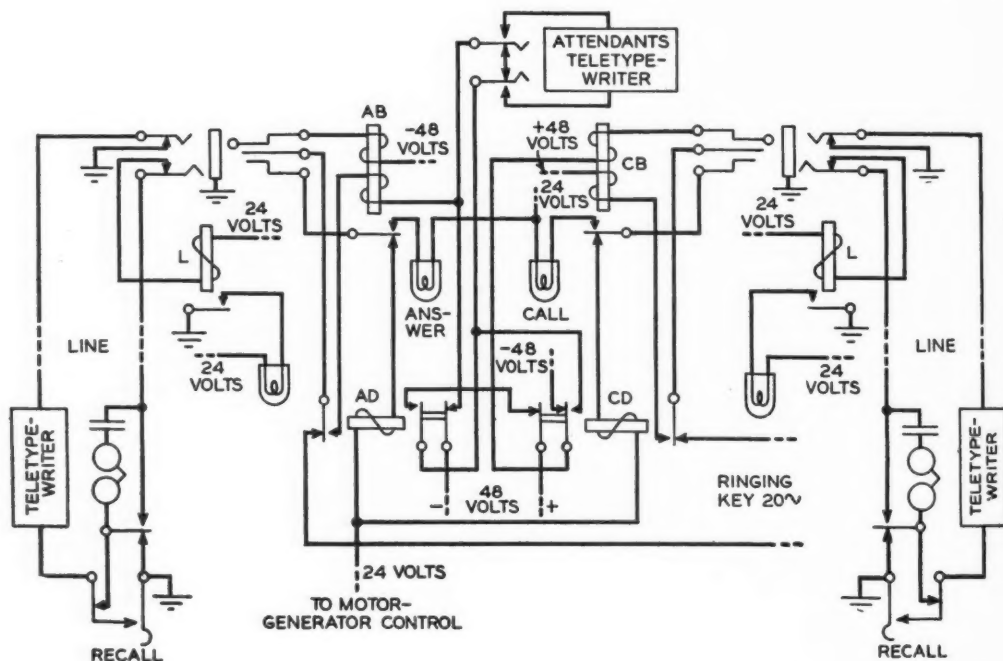 ATTENDANTS
TELETYPE-
WRITER
AB
-48
VOLTS
+48
VOLTS
CB
24
VOLTS
24
VOLTS
L
24
VOLTS
L
ANS-
WER
CALL
LINE
24
VOLTS
-48
VOLTS
24
VOLTS
LINE
AD
CD
TELETYPE-
WRITER
TELETYPE-
WRITER
- 48 +
VOLTS
RINGING
KEY 20~
24 VOLTS
TO MOTOR-
GENERATOR CONTROL
RECALL
RECALL